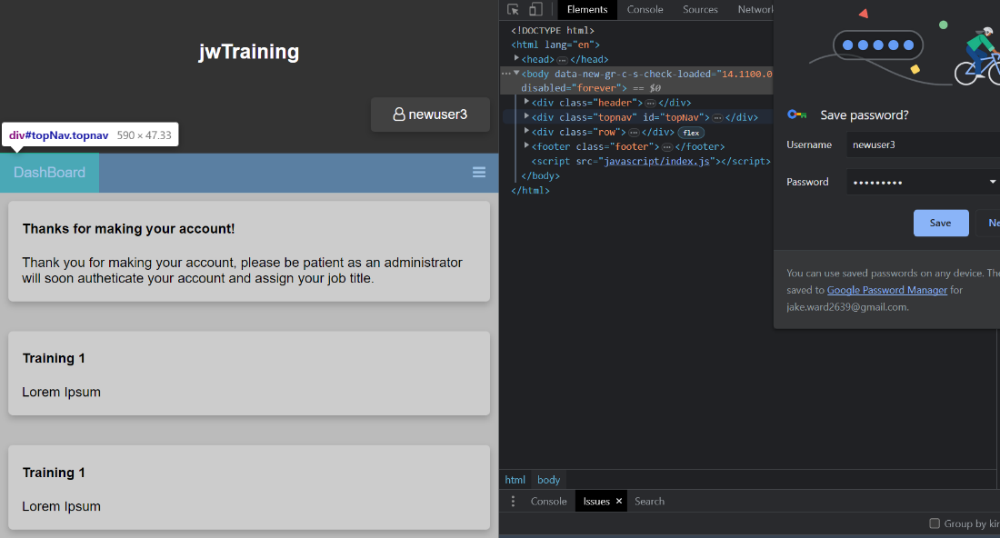 jwTraining
newuser3
div#topNav.topnav 590 × 47.33
DashBoard
Thanks for making your account!
Thank you for making your account, please be patient as an administrator
will soon autheticate your account and assign your job title.
Training 1
Lorem Ipsum
Training 1
Lorem Ipsum
Elements Console Sources Network
<!DOCTYPE html>
<html lang="en">
<head> … </head>
<body data-new-gr-c-s-check-loaded="14.1100.0
disabled="forever"> == $0
<div class="header"> … </div>
<div class="topnav" id="topNav"> … </div>
<div class="row"> … </div> flex
<footer class="footer"> … </footer>
<script src="javascript/index.js"></script>
</body>
</html>
html body
Console Issues × Search
Group by kin
Save password?
Username newuser3
Password •••••••••
Save Ne
You can use saved passwords on any device. The
saved to Google Password Manager for
jake.ward2639@gmail.com.